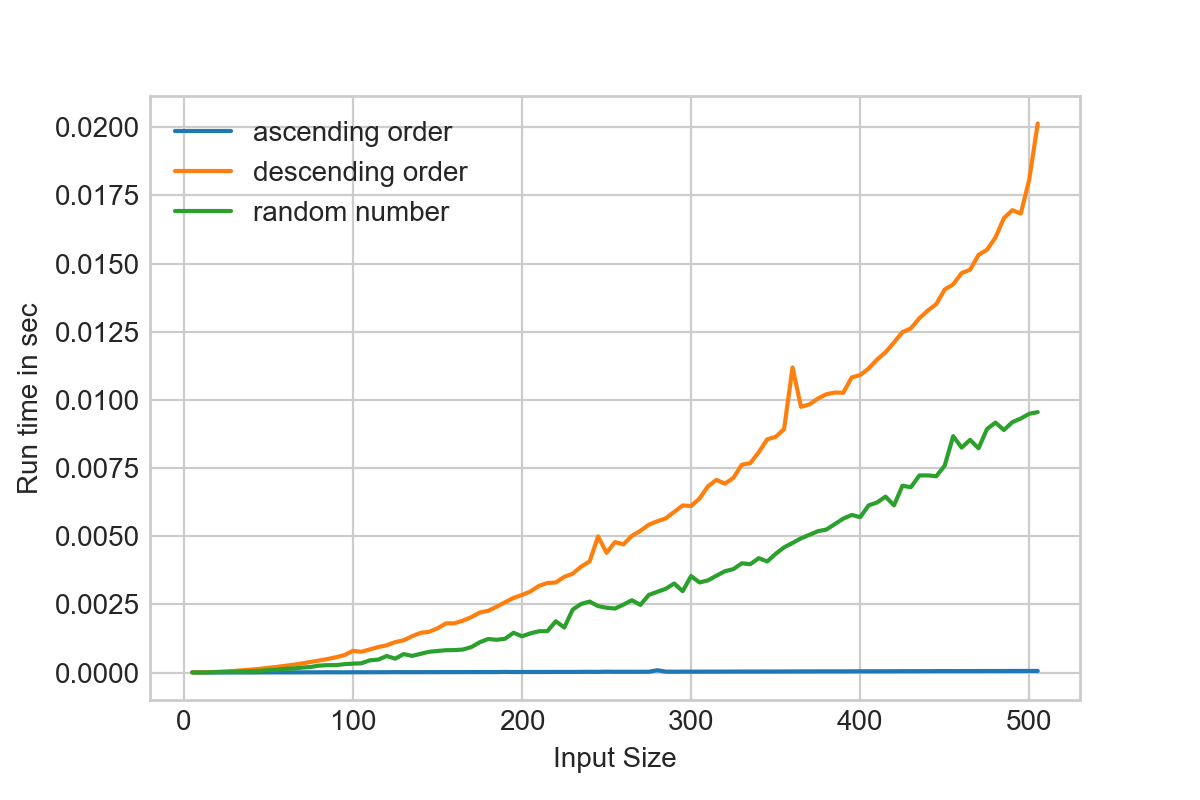 ascending order
descending order
random number
0.0200
0.0175
0.0150
0.0125
0.0100
0.0075
0.0050
0.0025
0.0000
Run time in sec
0 100 200 300 400 500
Input Size